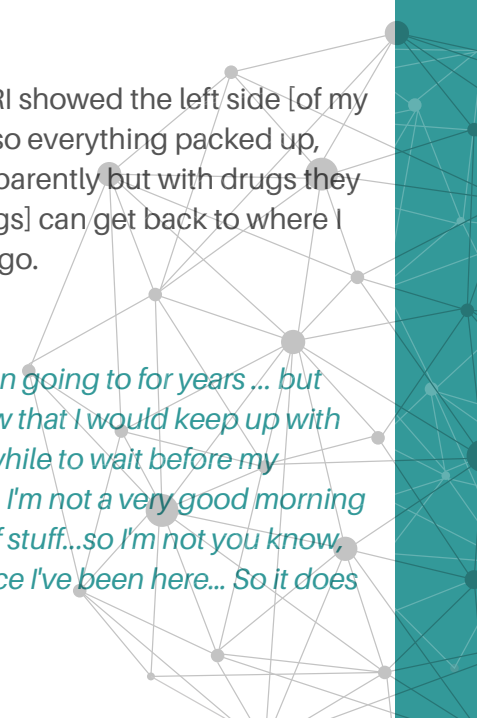 RI showed the left side [of my
so everything packed up,
parently but with drugs they
gs] can get back to where I
go.
n going to for years ... but
w that I would keep up with
while to wait before my
I'm not a very good morning
f stuff...so I'm not you know,
ce I've been here... So it does